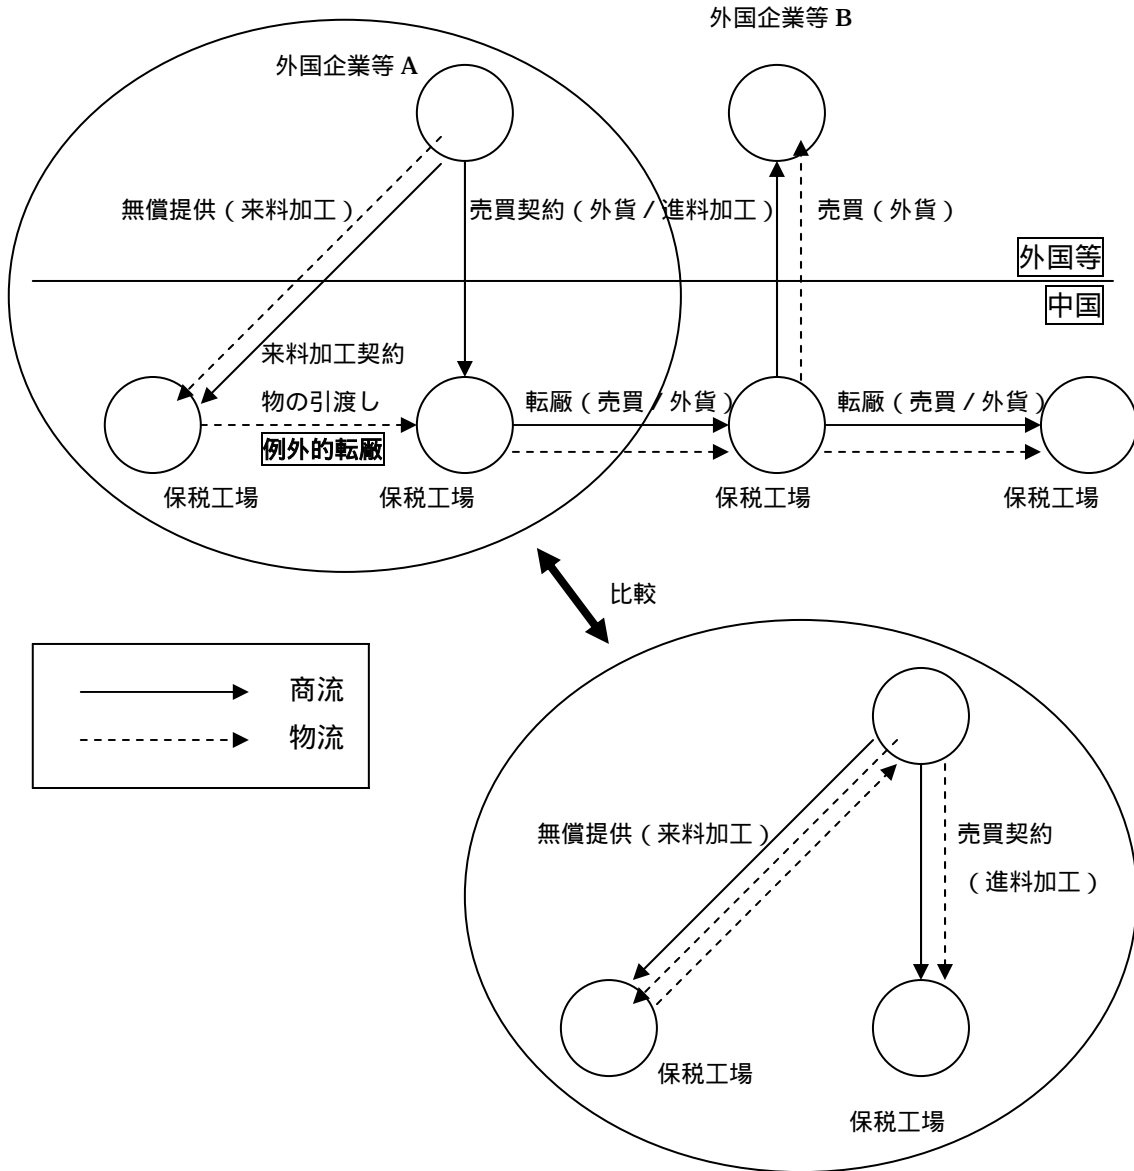 外国企業等 B
外国企業等 A
無償提供（来料加工）
売買契約（外貨／進料加工）
売買（外貨）
外国等
中国
来料加工契約
物の引渡し
例外的転廠
転廠（売買／外貨）
転廠（売買／外貨）
保税工場
保税工場
保税工場
保税工場
比較
商流
物流
無償提供（来料加工）
売買契約
（進料加工）
保税工場
保税工場